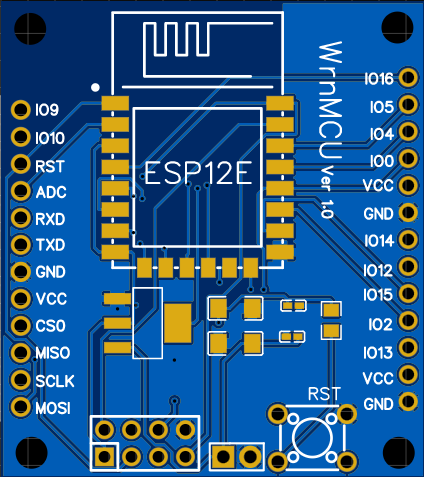 IO9
IO10
RST
ADC
RXD
TXD
GND
VCC
CS0
MISO
SCLK
MOSI
ESP12E
WrnMCU Ver 1.0
IO16
IO5
IO4
IO0
VCC
GND
IO14
IO12
IO15
IO2
IO13
VCC
GND
RST